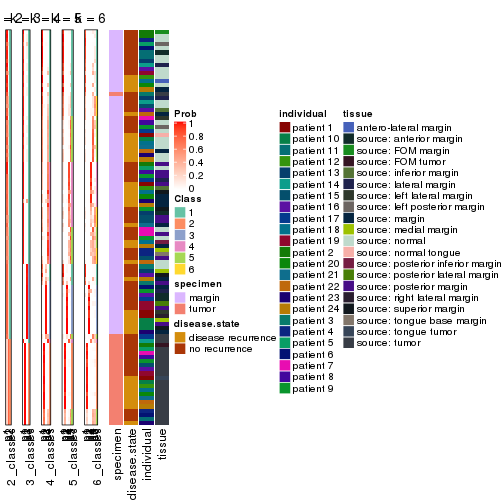 = 2
= 3
= 4
= 5
= 6
Prob
1
0.8
0.6
0.4
0.2
0
Class
1
2
3
4
5
6
specimen
margin
tumor
disease.state
disease recurrence
no recurrence
individual
patient 1
patient 10
patient 11
patient 12
patient 13
patient 14
patient 15
patient 16
patient 17
patient 18
patient 19
patient 2
patient 20
patient 21
patient 22
patient 23
patient 24
patient 3
patient 4
patient 5
patient 6
patient 7
patient 8
patient 9
tissue
antero-lateral margin
source: anterior margin
source: FOM margin
source: FOM tumor
source: inferior margin
source: lateral margin
source: left lateral margin
source: left posterior margin
source: margin
source: medial margin
source: normal
source: normal tongue
source: posterior inferior margin
source: posterior lateral margin
source: posterior margin
source: right lateral margin
source: superior margin
source: tongue base margin
source: tongue tumor
source: tumor
2_classes
3_classes
4_classes
5_classes
6_classes
specimen
disease.state
individual
tissue